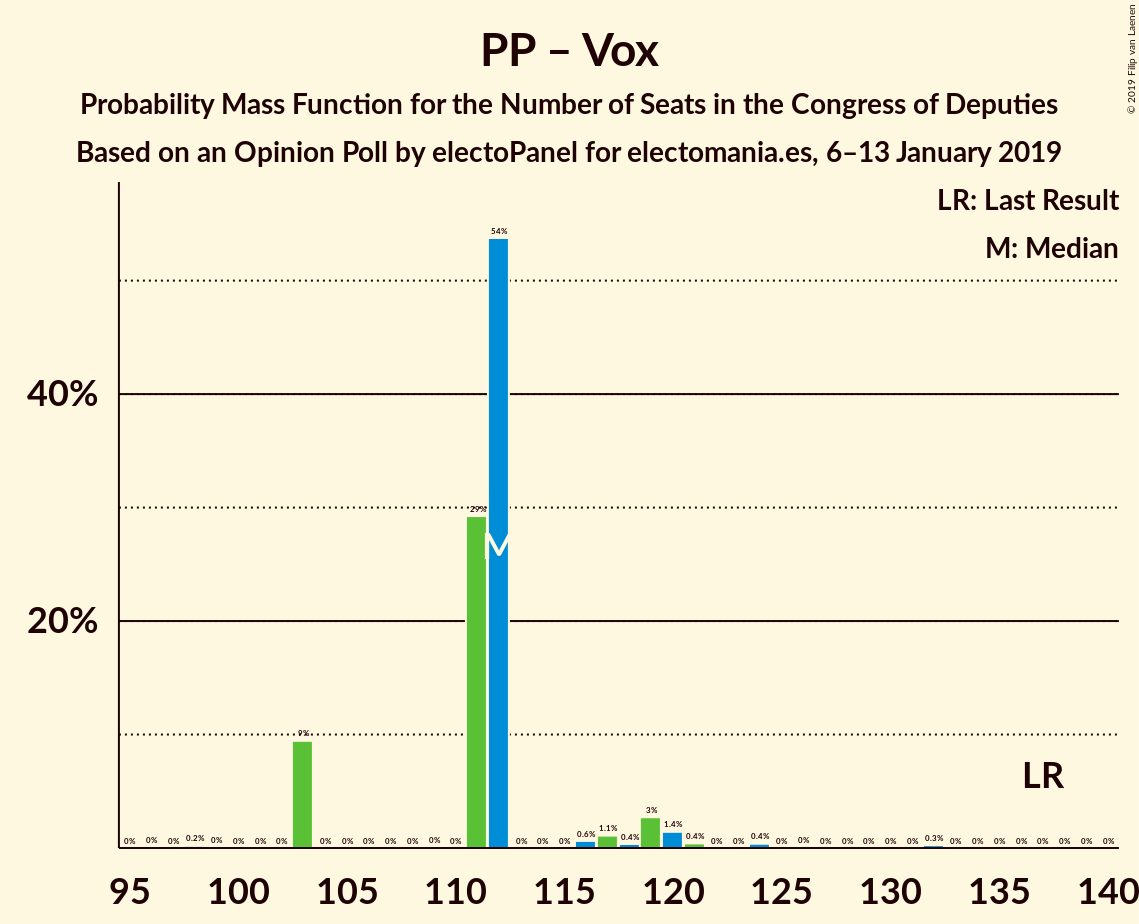 PP – Vox
Probability Mass Function for the Number of Seats in the Congress of Deputies
Based on an Opinion Poll by electoPanel for electomania.es, 6–13 January 2019
© 2019 Filip van Laenen
LR: Last Result
M: Median
40%
20%
0% 0% 0% 0.2% 0% 0% 0% 0% 9% 0% 0% 0% 0% 0% 0% 0% 29% 54% 0% 0% 0% 0.6% 1.1% 0.4% 3% 1.4% 0.4% 0% 0% 0.4% 0% 0% 0% 0% 0% 0% 0% 0.3% 0% 0% 0% 0% 0% 0% 0% 0%
M
LR
95 100 105 110 115 120 125 130 135 140